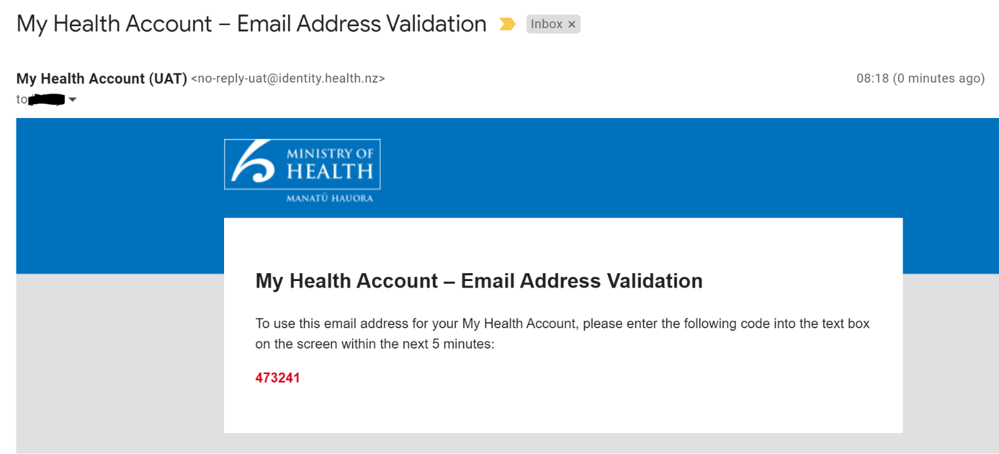 My Health Account – Email Address Validation Inbox ×
My Health Account (UAT) <no-reply-uat@identity.health.nz> 08:18 (0 minutes ago)
to
MINISTRY OF
HEALTH
MANATŪ HAUORA
My Health Account – Email Address Validation
To use this email address for your My Health Account, please enter the following code into the text box
on the screen within the next 5 minutes:
473241